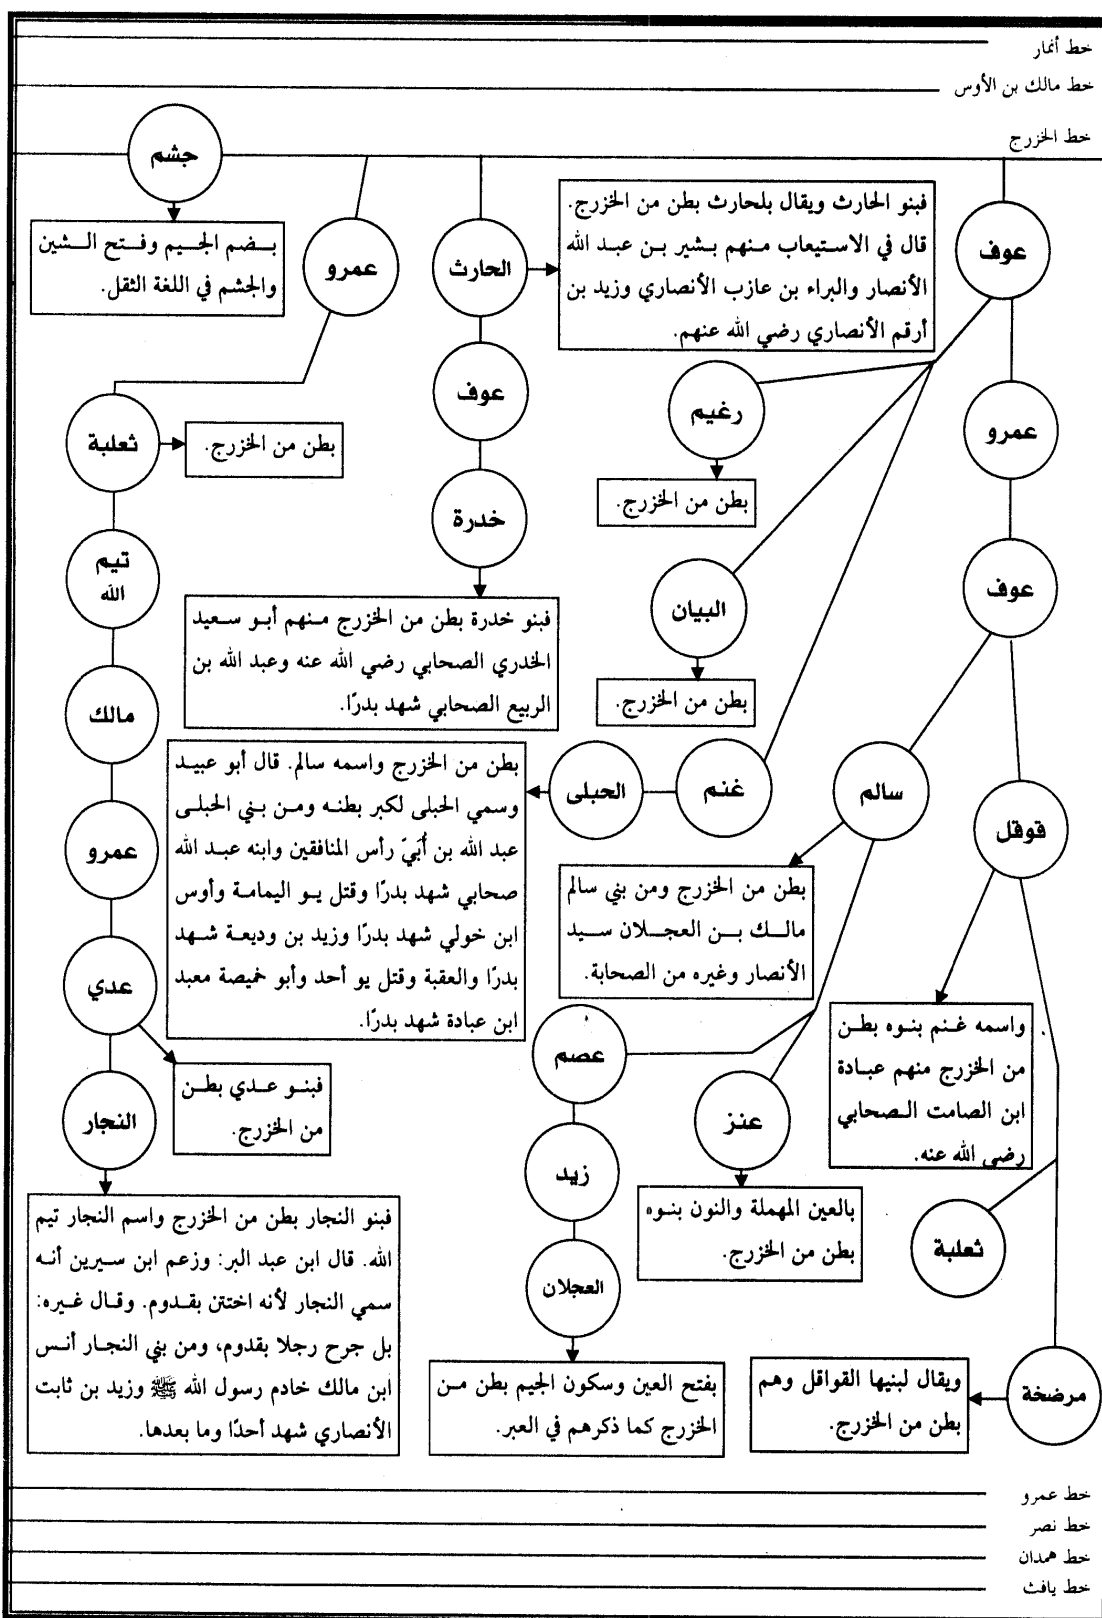 خط أنمار
خط مالك بن الأوس
خط الخزرج
عوف
فبنو الحارث ويقال بلحارث بطن من الخزرج.
قال في الاستيعاب منهم بشير بن عبد الله
الأنصار والبراء بن عازب الأنصاري وزيد بن
أرقم الأنصاري رضي الله عنهم.
الحارث
عمرو
جشم
بضم الجيم وفتح الشين
والجشم في اللغة الثقل.
عمرو
رغيم
بطن من الخزرج.
عوف
ثعلبة
بطن من الخزرج.
خدرة
عوف
البيان
بطن من الخزرج.
فبنو خدرة بطن من الخزرج منهم أبو سعيد
الخدري الصحابي رضي الله عنه وعبد الله بن
الربيع الصحابي شهد بدرًا.
تيم
الله
مالك
قوقل
سالم
غنم
الحبلى
بطن من الخزرج واسمه سالم. قال أبو عبيد
وسمي الحبلى لكبر بطنه ومن بني الحبلى
عبد الله بن أُبَيّ رأس المنافقين وابنه عبد الله
صحابي شهد بدرًا وقتل يو اليمامة وأوس
ابن خولي شهد بدرًا وزيد بن وديعة شهد
بدرًا والعقبة وقتل يو أحد وأبو خميصة معبد
ابن عبادة شهد بدرًا.
عمرو
بطن من الخزرج ومن بني سالم
مالك بن العجلان سيد
الأنصار وغيره من الصحابة.
عدي
واسمه غنم بنوه بطن
من الخزرج منهم عبادة
ابن الصامت الصحابي
رضي الله عنه.
عصم
عنز
فبنو عدي بطن
من الخزرج.
النجار
زيد
بالعين المهملة والنون بنوه
بطن من الخزرج.
ثعلبة
العجلان
فبنو النجار بطن من الخزرج واسم النجار تيم
الله. قال ابن عبد البر: وزعم ابن سيرين أنه
سمي النجار لأنه اختتن بقدوم. وقال غيره:
بل جرح رجلا بقدوم، ومن بني النجار أنس
ابن مالك خادم رسول الله ﷺ وزيد بن ثابت
الأنصاري شهد أحدًا وما بعدها.
مرضخة
ويقال لبنيها القواقل وهم
بطن من الخزرج.
بفتح العين وسكون الجيم بطن من
الخزرج كما ذكرهم في العبر.
خط عمرو
خط نصر
خط همدان
خط يافث